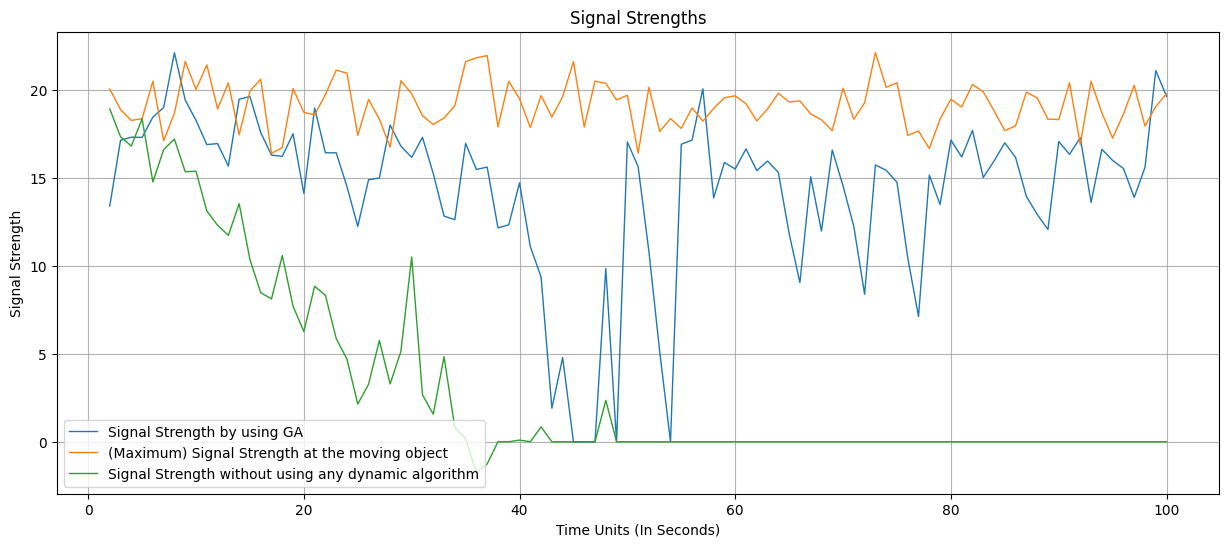 Signal Strengths
Signal Strength
20
15
10
5
0
Signal Strength by using GA
(Maximum) Signal Strength at the moving object
Signal Strength without using any dynamic algorithm
0
20
40
60
80
100
Time Units (In Seconds)